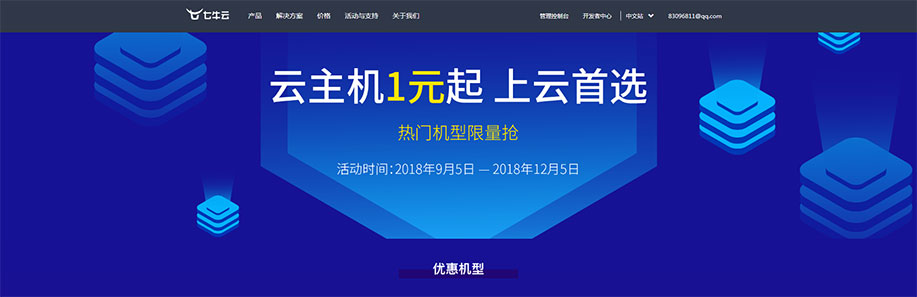 七牛云 产品 解决方案 价格 活动与支持 关于我们 管理控制台 开发者中心 中文站 83096811@qq.com
云主机1元起 上云首选
热门机型限量抢
活动时间:2018年9月5日 — 2018年12月5日
优惠机型